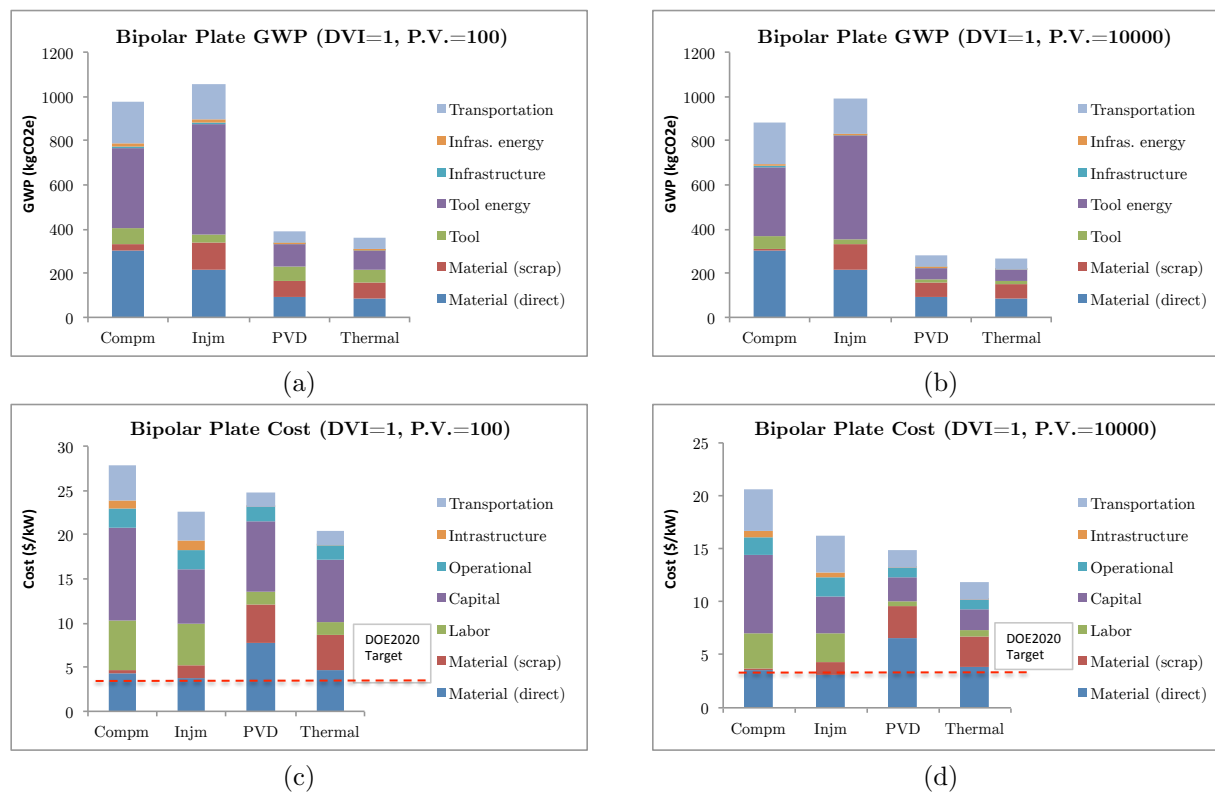 Bipolar Plate GWP (DVI=1, P.V.=100)
GWP (kgCO2e)
1200
1000
800
600
400
200
0
Compm Injm PVD Thermal
Transportation
Infras. energy
Infrastructure
Tool energy
Tool
Material (scrap)
Material (direct)
(a)
Bipolar Plate GWP (DVI=1, P.V.=10000)
GWP (kgCO2e)
1200
1000
800
600
400
200
0
Compm Injm PVD Thermal
Transportation
Infras. energy
Infrastructure
Tool energy
Tool
Material (scrap)
Material (direct)
(b)
Bipolar Plate Cost (DVI=1, P.V.=100)
Cost ($/kW)
30
25
20
15
10
5
0
Compm Injm PVD Thermal
Transportation
Intrastructure
Operational
Capital
Labor
Material (scrap)
Material (direct)
DOE2020
Target
(c)
Bipolar Plate Cost (DVI=1, P.V.=10000)
Cost ($/kW)
25
20
15
10
5
0
Compm Injm PVD Thermal
Transportation
Intrastructure
Operational
Capital
Labor
Material (scrap)
Material (direct)
DOE2020
Target
(d)